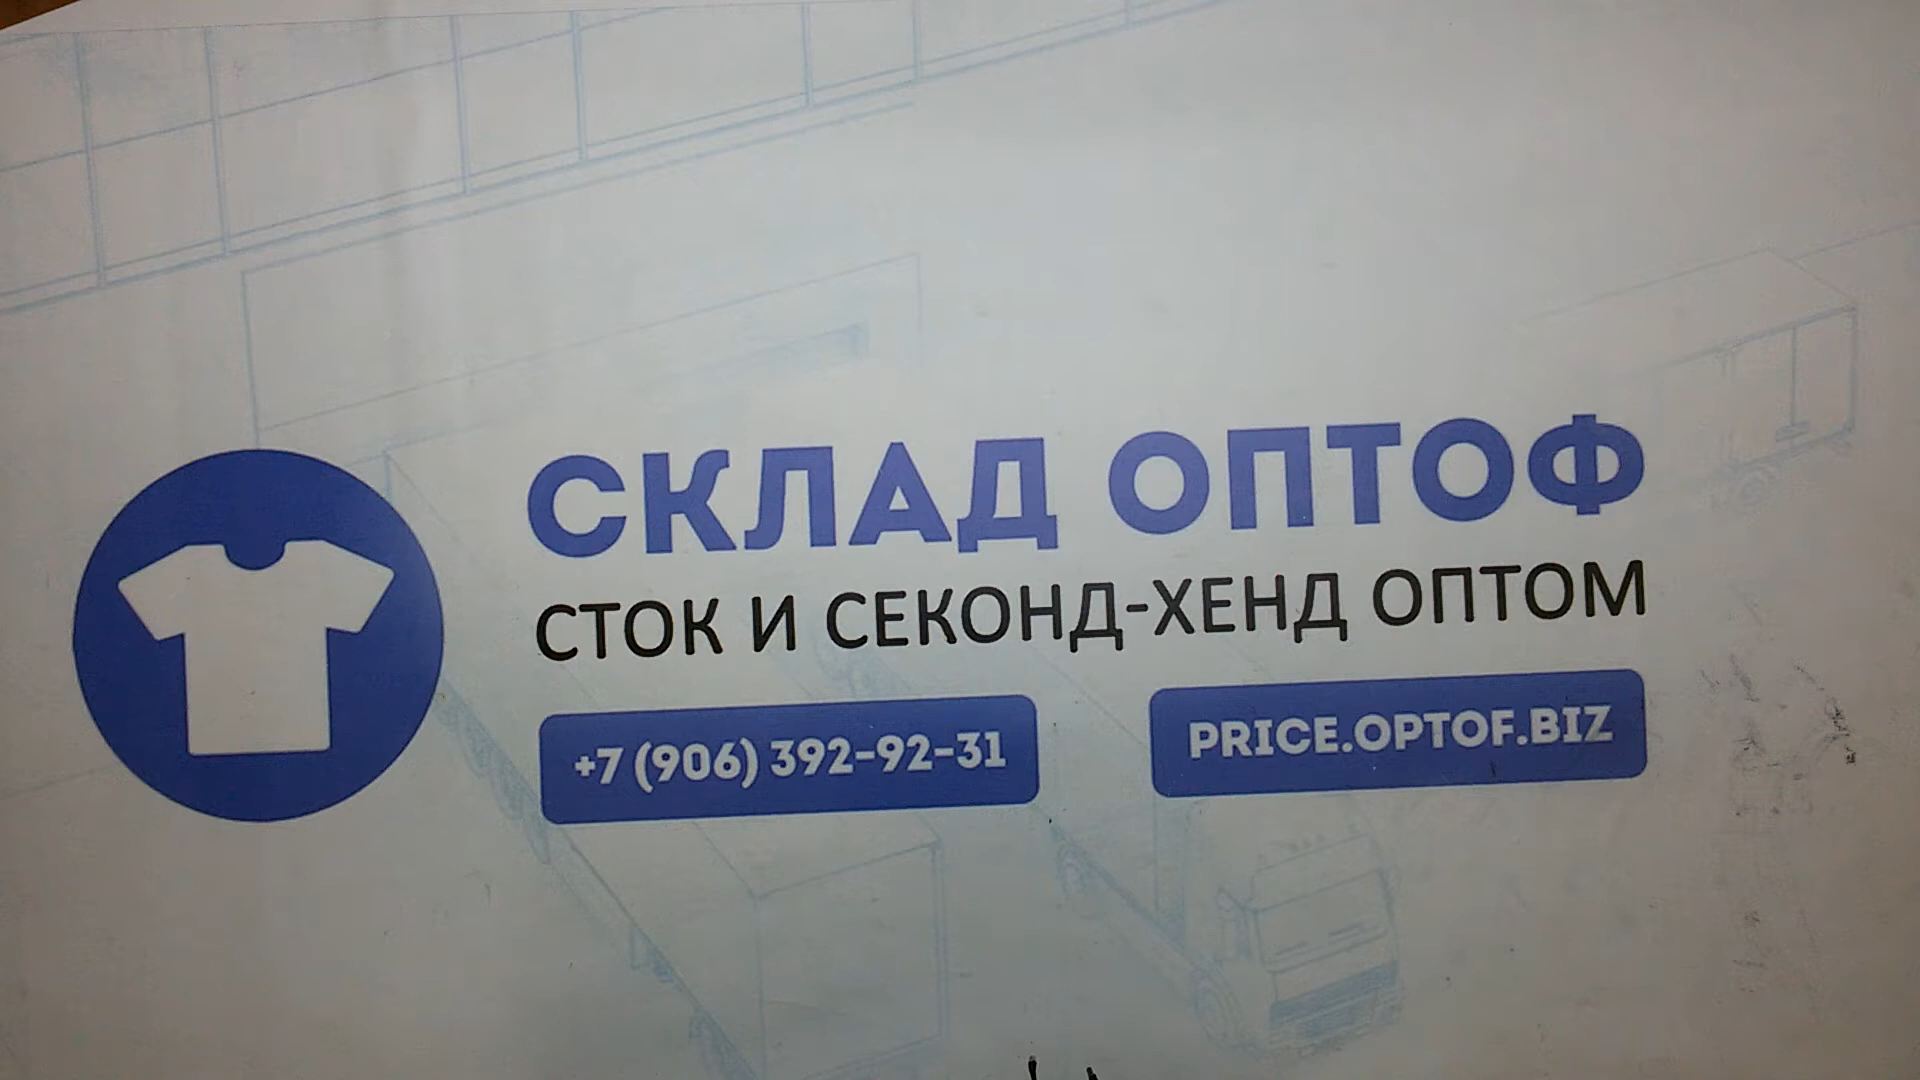 СКЛАД ОПТОФ
СТОК И СЕКОНД-ХЕНД ОПТОМ
+7 (906) 392-92-31
PRICE.OPTOF.BIZ